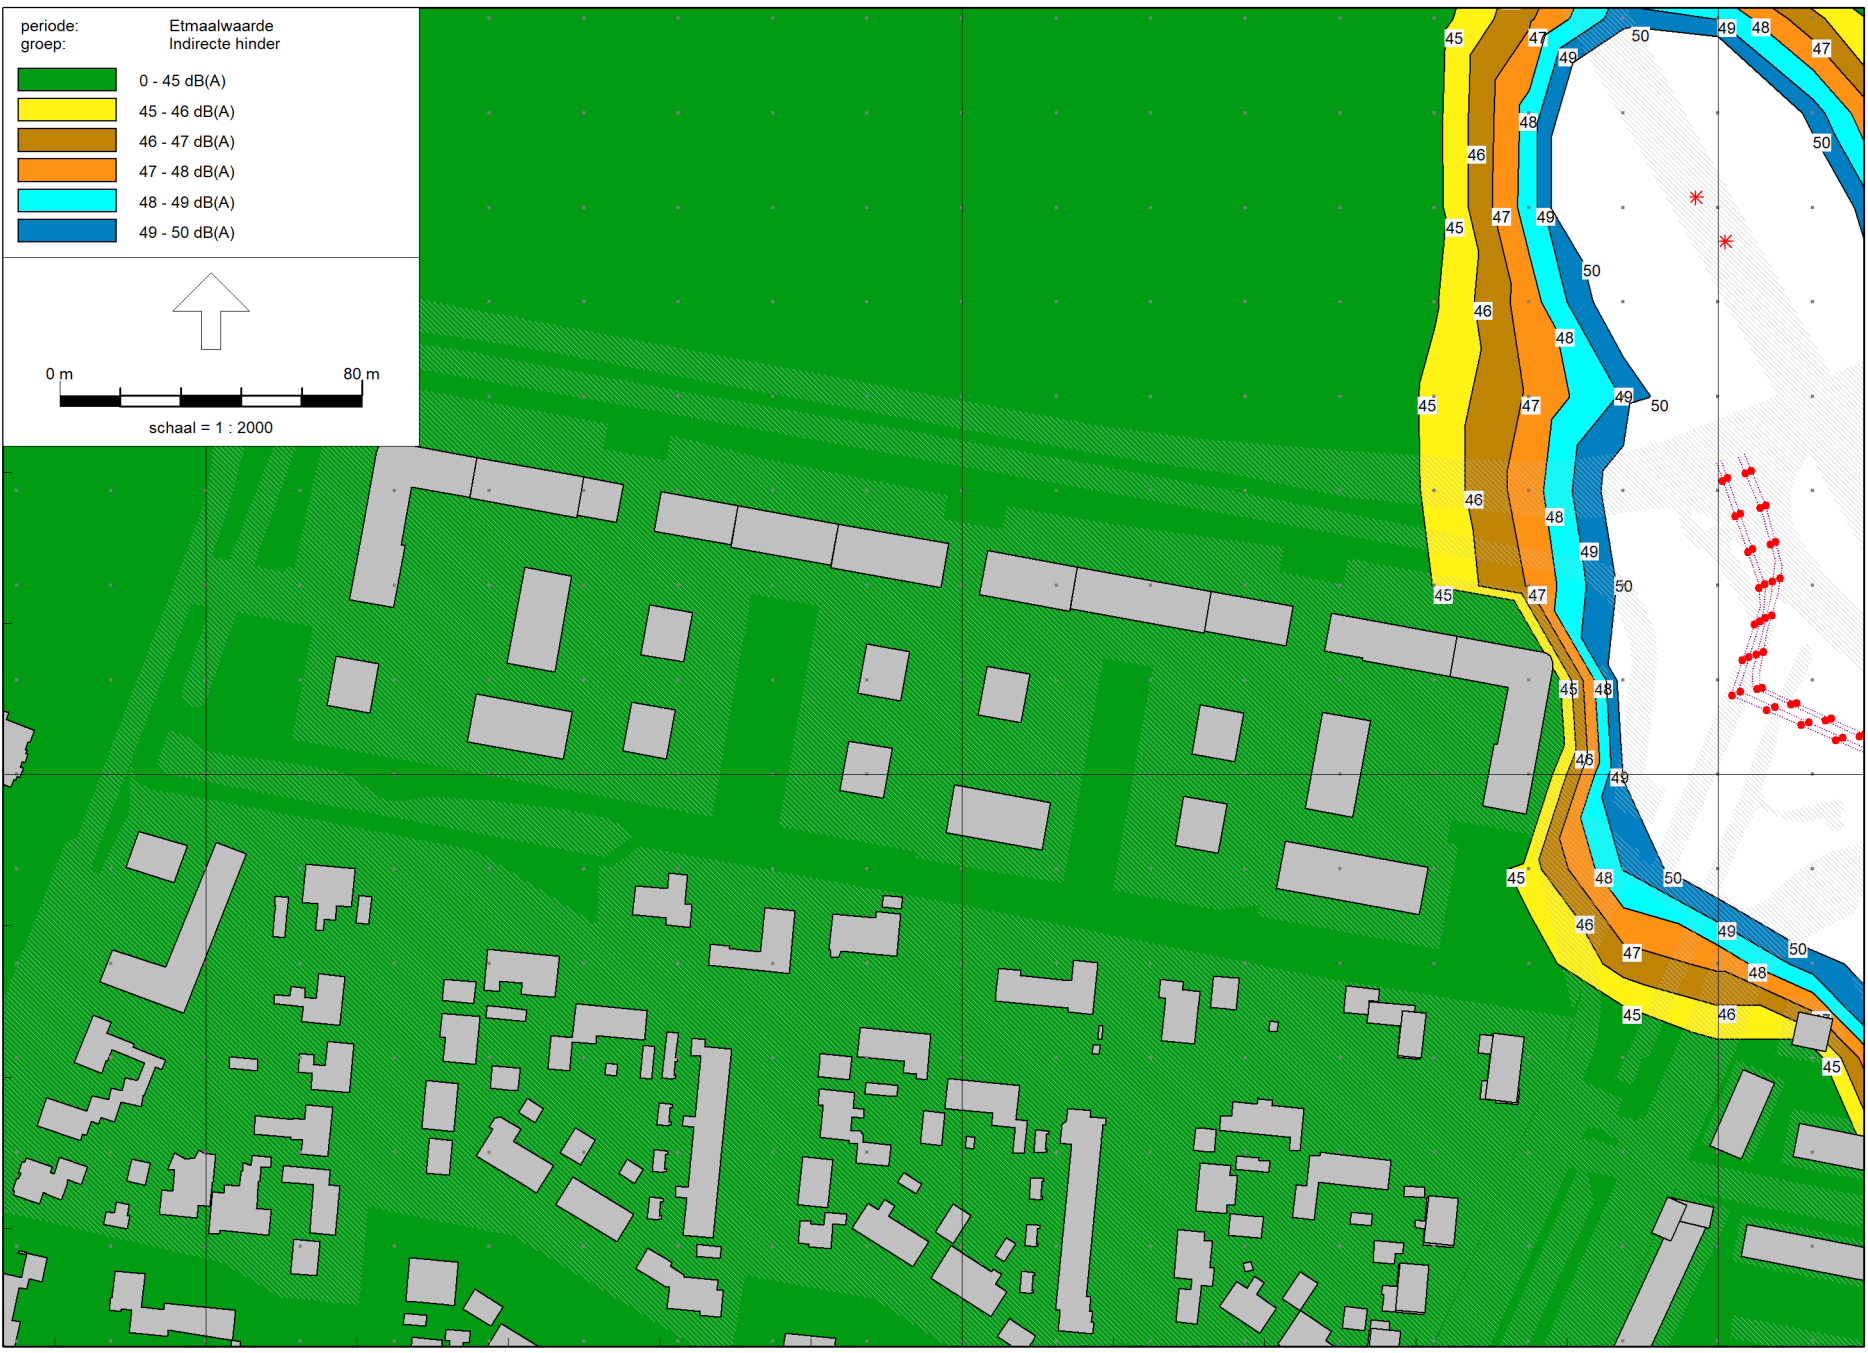 periode: Etmaalwaarde
groep: Indirecte hinder
0 - 45 dB(A)
45 - 46 dB(A)
46 - 47 dB(A)
47 - 48 dB(A)
48 - 49 dB(A)
49 - 50 dB(A)
0 m 80 m
schaal = 1 : 2000
45 47 50 49 48
49 47
48 50
46
45 47 49
50
46
48
45 47 49 50
46
48
49
45 47 50
45 48
46
49
45 48 50
46 49
47 50
48
45 46
45